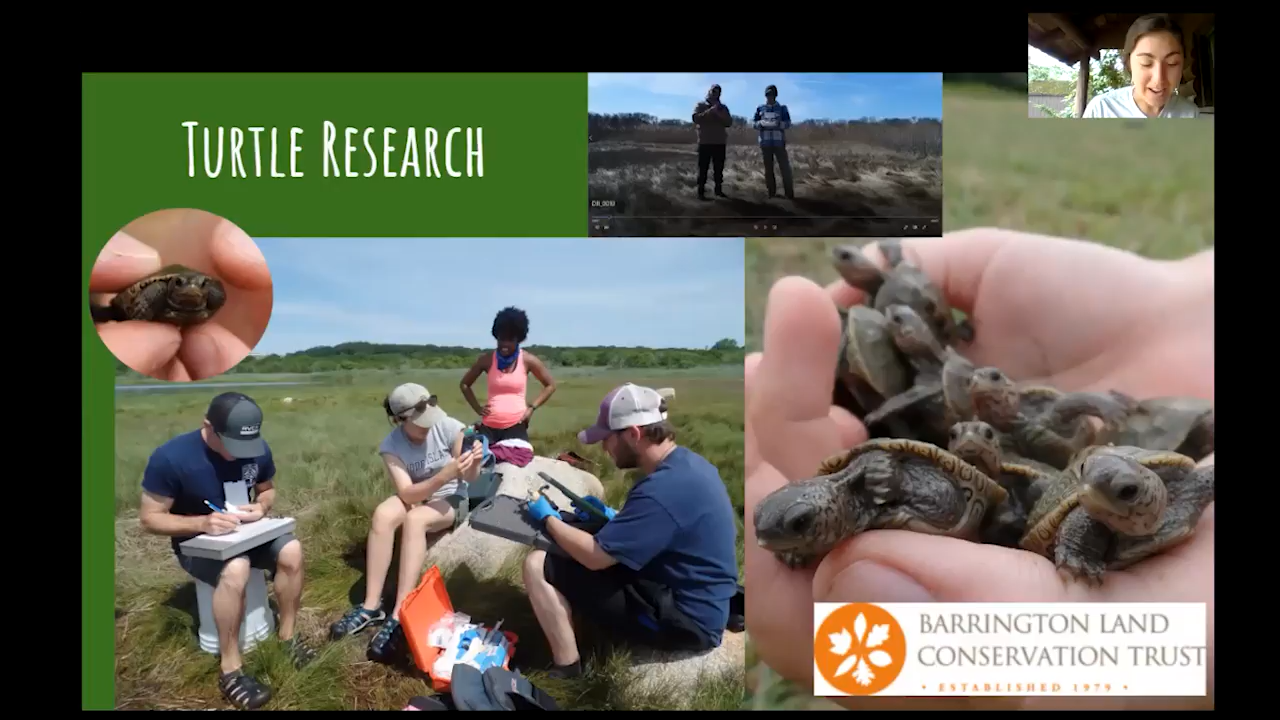 TURTLE RESEARCH
BARRINGTON LAND
CONSERVATION TRUST
• ESTABLISHED 1979 •